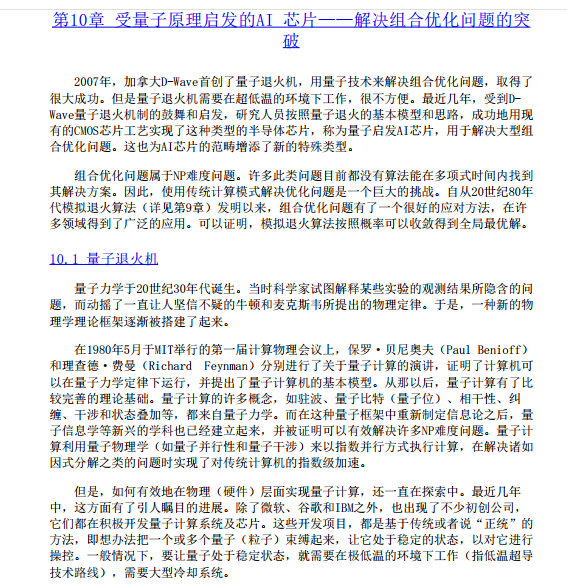 第10章 受量子原理启发的AI 芯片——解决组合优化问题的突
破
2007年，加拿大D-Wave首创了量子退火机，用量子技术来解决组合优化问题，取得了
很大成功。但是量子退火机需要在超低温的环境下工作，很不方便。最近几年，受到D-
Wave量子退火机制的鼓舞和启发，研究人员按照量子退火的基本模型和思路，成功地用现
有的CMOS芯片工艺实现了这种类型的半导体芯片，称为量子启发AI芯片，用于解决大型组
合优化问题。这也为AI芯片的范畴增添了新的特殊类型。
组合优化问题属于NP难度问题。许多此类问题目前都没有算法能在多项式时间内找到
其解决方案。因此，使用传统计算模式解决优化问题是一个巨大的挑战。自从20世纪80年
代模拟退火算法（详见第9章）发明以来，组合优化问题有了一个很好的应对方法，在许
多领域得到了广泛的应用。可以证明，模拟退火算法按照概率可以收敛得到全局最优解。
10.1 量子退火机
量子力学于20世纪30年代诞生。当时科学家试图解释某些实验的观测结果所隐含的问
题，而动摇了一直让人坚信不疑的牛顿和麦克斯韦所提出的物理定律。于是，一种新的物
理学理论框架逐渐被搭建了起来。
在1980年5月于MIT举行的第一届计算物理会议上，保罗·贝尼奥夫（Paul Benioff）
和理查德·费曼（Richard Feynman）分别进行了关于量子计算的演讲，证明了计算机可
以在量子力学定律下运行，并提出了量子计算机的基本模型。从那以后，量子计算有了比
较完善的理论基础。量子计算的许多概念，如驻波、量子比特（量子位）、相干性、纠
缠、干涉和状态叠加等，都来自量子力学。而在这种量子框架中重新制定信息论之后，量
子信息学等新兴的学科也已经建立起来，并被证明可以有效解决许多NP难度问题。量子计
算利用量子物理学（如量子并行性和量子干涉）来以指数并行方式执行计算，在解决诸如
因式分解之类的问题时实现了对传统计算机的指数级加速。
但是，如何有效地在物理（硬件）层面实现量子计算，还一直在探索中。最近几年
中，这方面有了引人瞩目的进展。除了微软、谷歌和IBM之外，也出现了不少初创公司，
它们都在积极开发量子计算系统及芯片。这些开发项目，都是基于传统或者说“正统”的
方法，即想办法把一个或多个量子（粒子）束缚起来，让它处于稳定的状态，以对它进行
操控。一般情况下，要让量子处于稳定状态，就需要在极低温的环境下工作（指低温超导
技术路线），需要大型冷却系统。